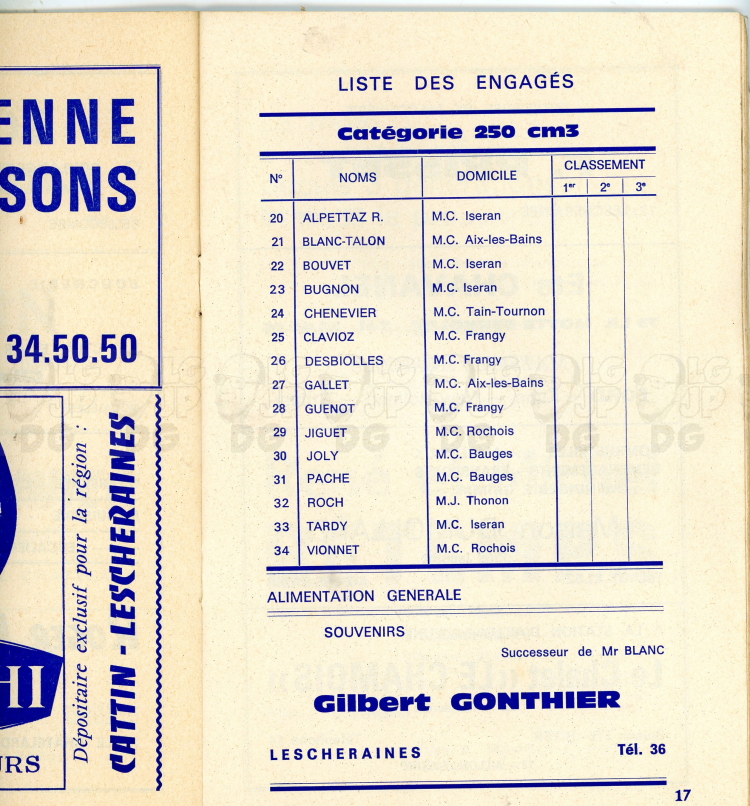 ENNE
SONS
34.50.50
Dépositaire exclusif pour la région :
CATTIN - LESCHERAINES
HI
URS
LISTE DES ENGAGÉS
Catégorie 250 cm3
N° NOMS DOMICILE CLASSEMENT
1er 2e 3e
20 ALPETTAZ R. M.C. Iseran
21 BLANC-TALON M.C. Aix-les-Bains
22 BOUVET M.C. Iseran
23 BUGNON M.C. Iseran
24 CHENEVIER M.C. Tain-Tournon
25 CLAVIOZ M.C. Frangy
26 DESBIOLLES M.C. Frangy
27 GALLET M.C. Aix-les-Bains
28 GUENOT M.C. Frangy
29 JIGUET M.C. Rochois
30 JOLY M.C. Bauges
31 PACHE M.C. Bauges
32 ROCH M.J. Thonon
33 TARDY M.C. Iseran
34 VIONNET M.C. Rochois
ALIMENTATION GENERALE
SOUVENIRS
Successeur de Mr BLANC
Gilbert GONTHIER
LESCHERAINES Tél. 36
17